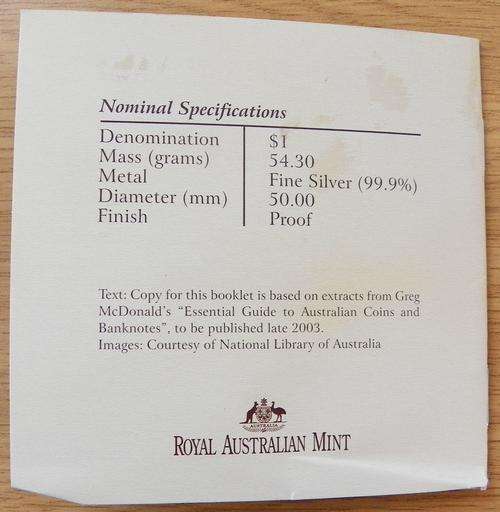 Nominal Specifications
Denomination $1
Mass (grams) 54.30
Metal Fine Silver (99.9%)
Diameter (mm) 50.00
Finish Proof
Text: Copy for this booklet is based on extracts from Greg
McDonald's "Essential Guide to Australian Coins and
Banknotes", to be published late 2003.
Images: Courtesy of National Library of Australia
AUSTRALIA
ROYAL AUSTRALIAN MINT